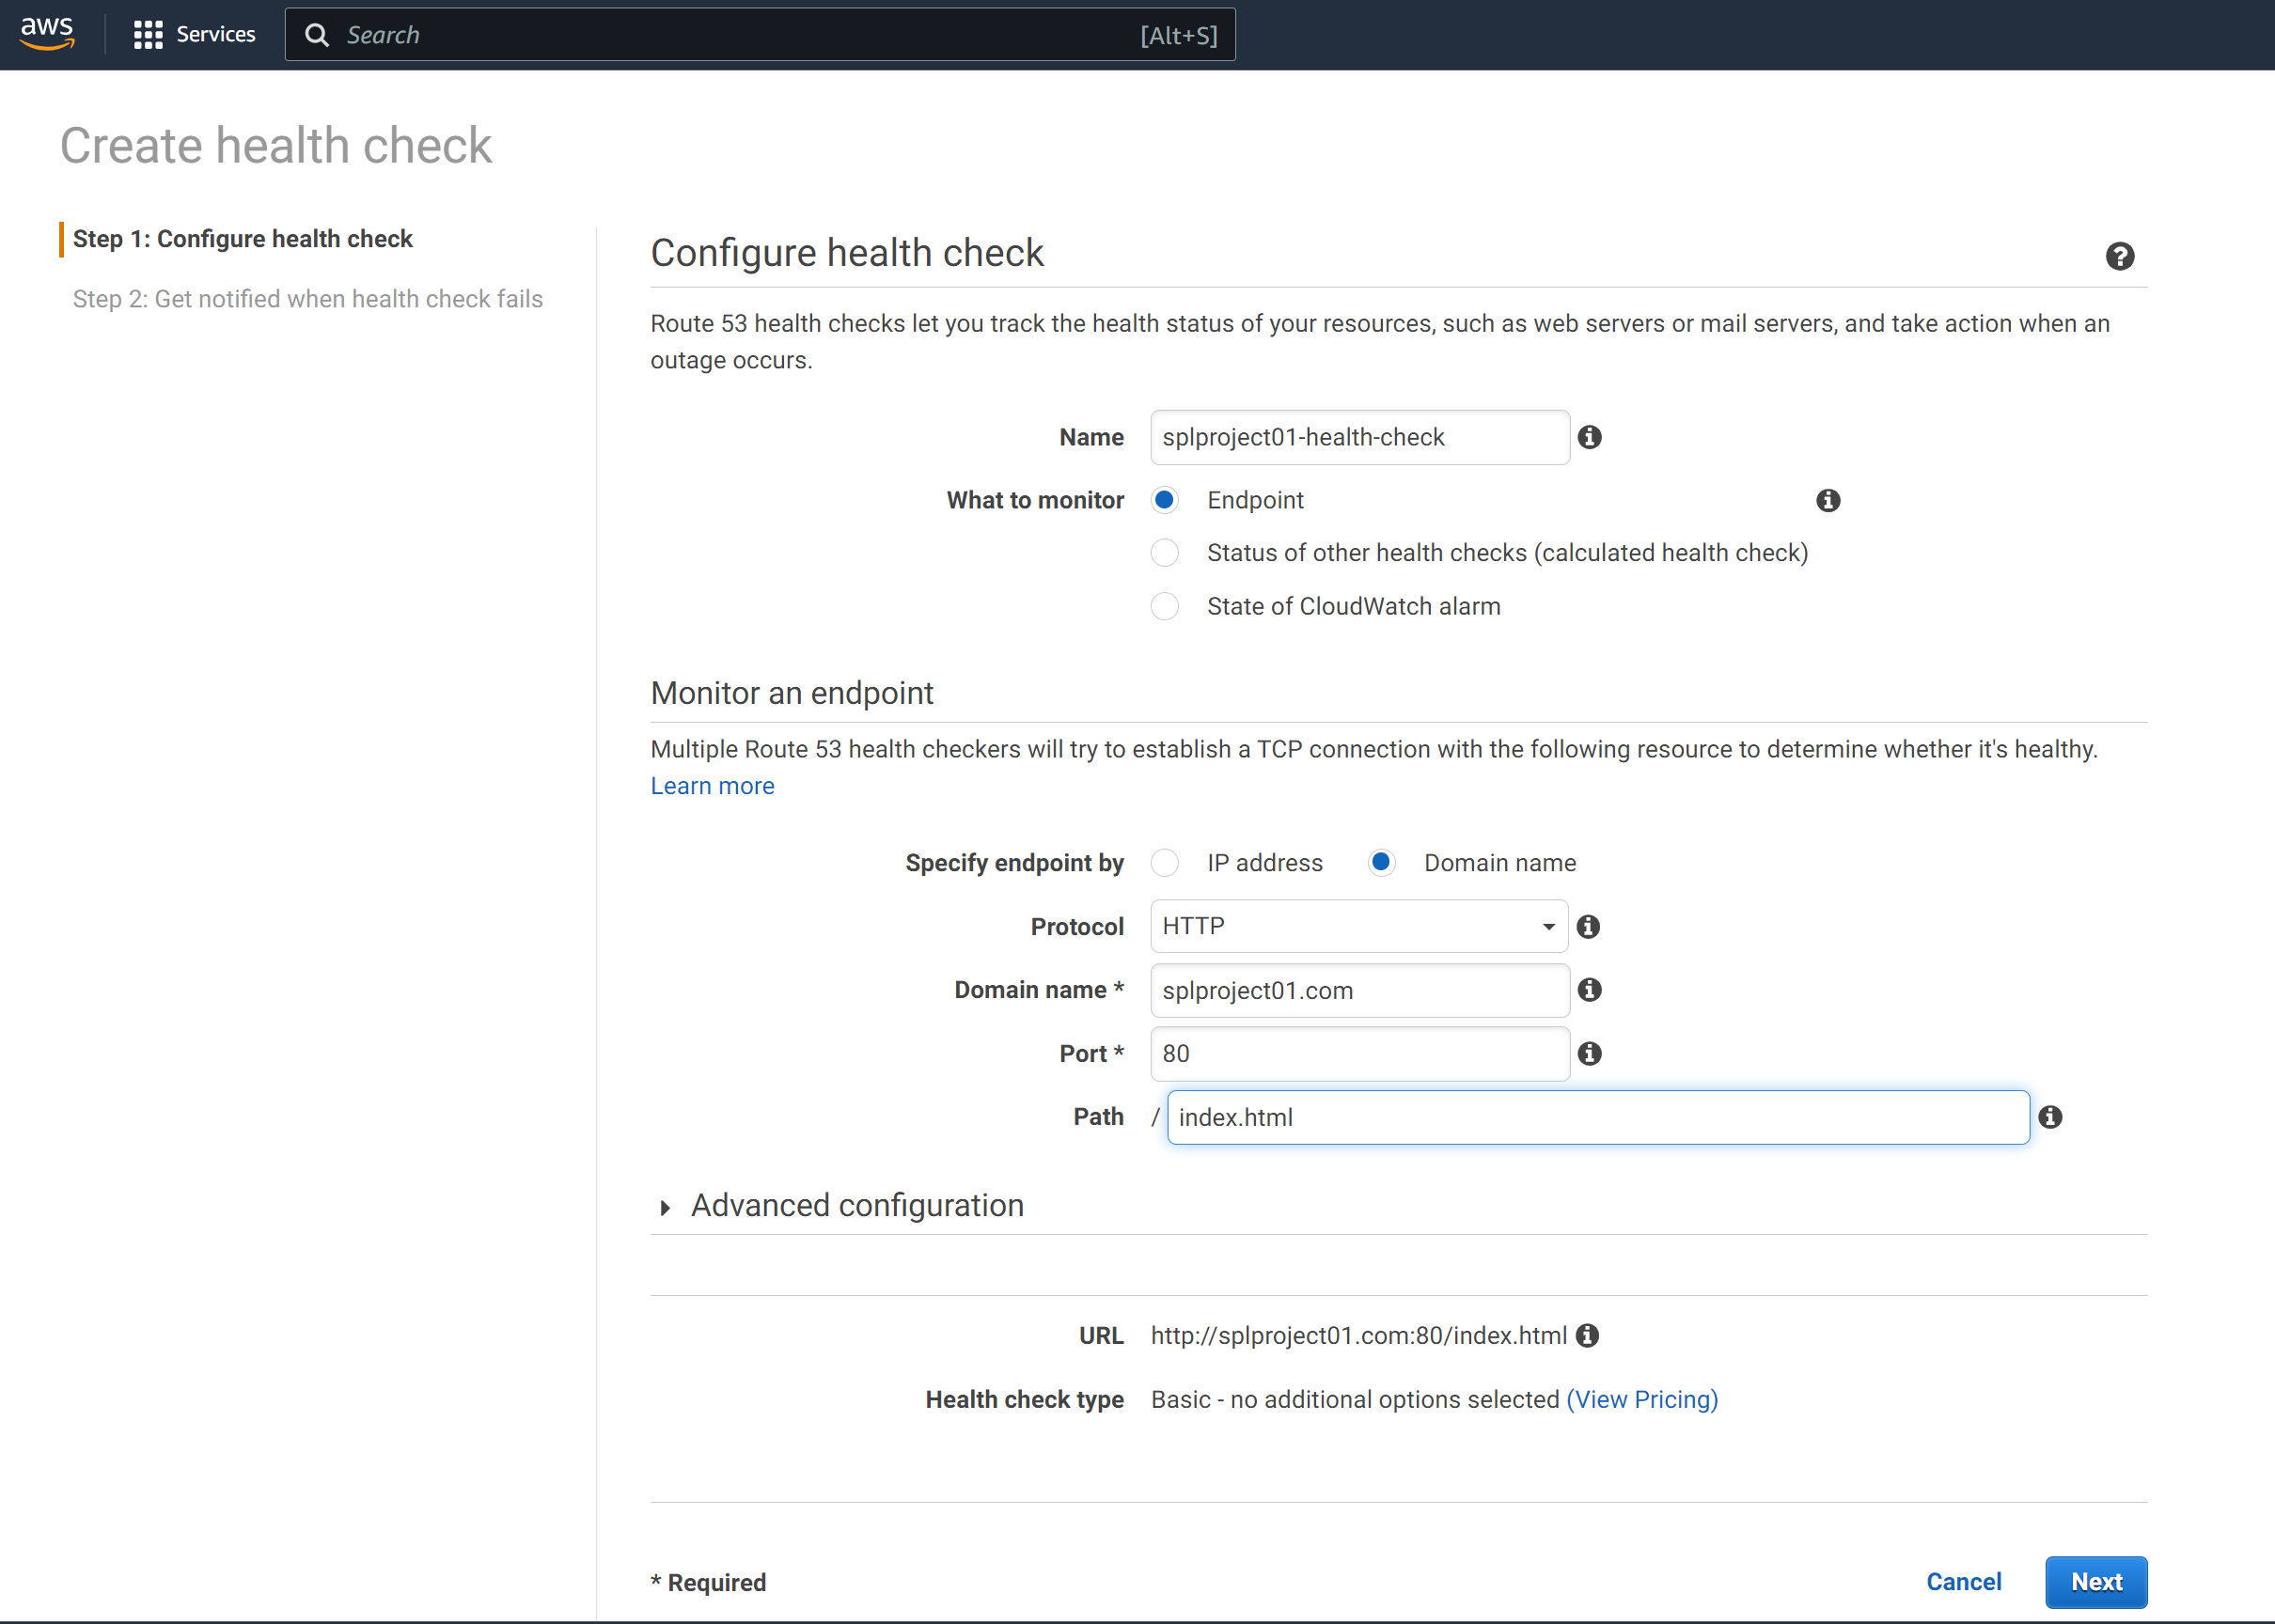 aws Services Search [Alt+S]
Create health check
Step 1: Configure health check
Step 2: Get notified when health check fails
Configure health check
Route 53 health checks let you track the health status of your resources, such as web servers or mail servers, and take action when an
outage occurs.
Name splproject01-health-check
What to monitor Endpoint
Status of other health checks (calculated health check)
State of CloudWatch alarm
Monitor an endpoint
Multiple Route 53 health checkers will try to establish a TCP connection with the following resource to determine whether it's healthy.
Learn more
Specify endpoint by IP address Domain name
Protocol HTTP
Domain name * splproject01.com
Port * 80
Path / index.html
Advanced configuration
URL http://splproject01.com:80/index.html
Health check type Basic - no additional options selected (View Pricing)
* Required Cancel Next